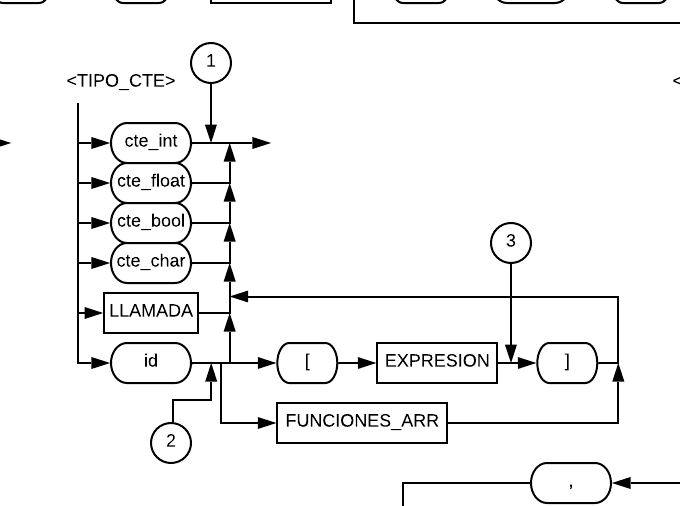 1
<TIPO_CTE>
<
cte_int
cte_float
cte_bool
cte_char
3
LLAMADA
id
[
EXPRESION
]
FUNCIONES_ARR
2
,